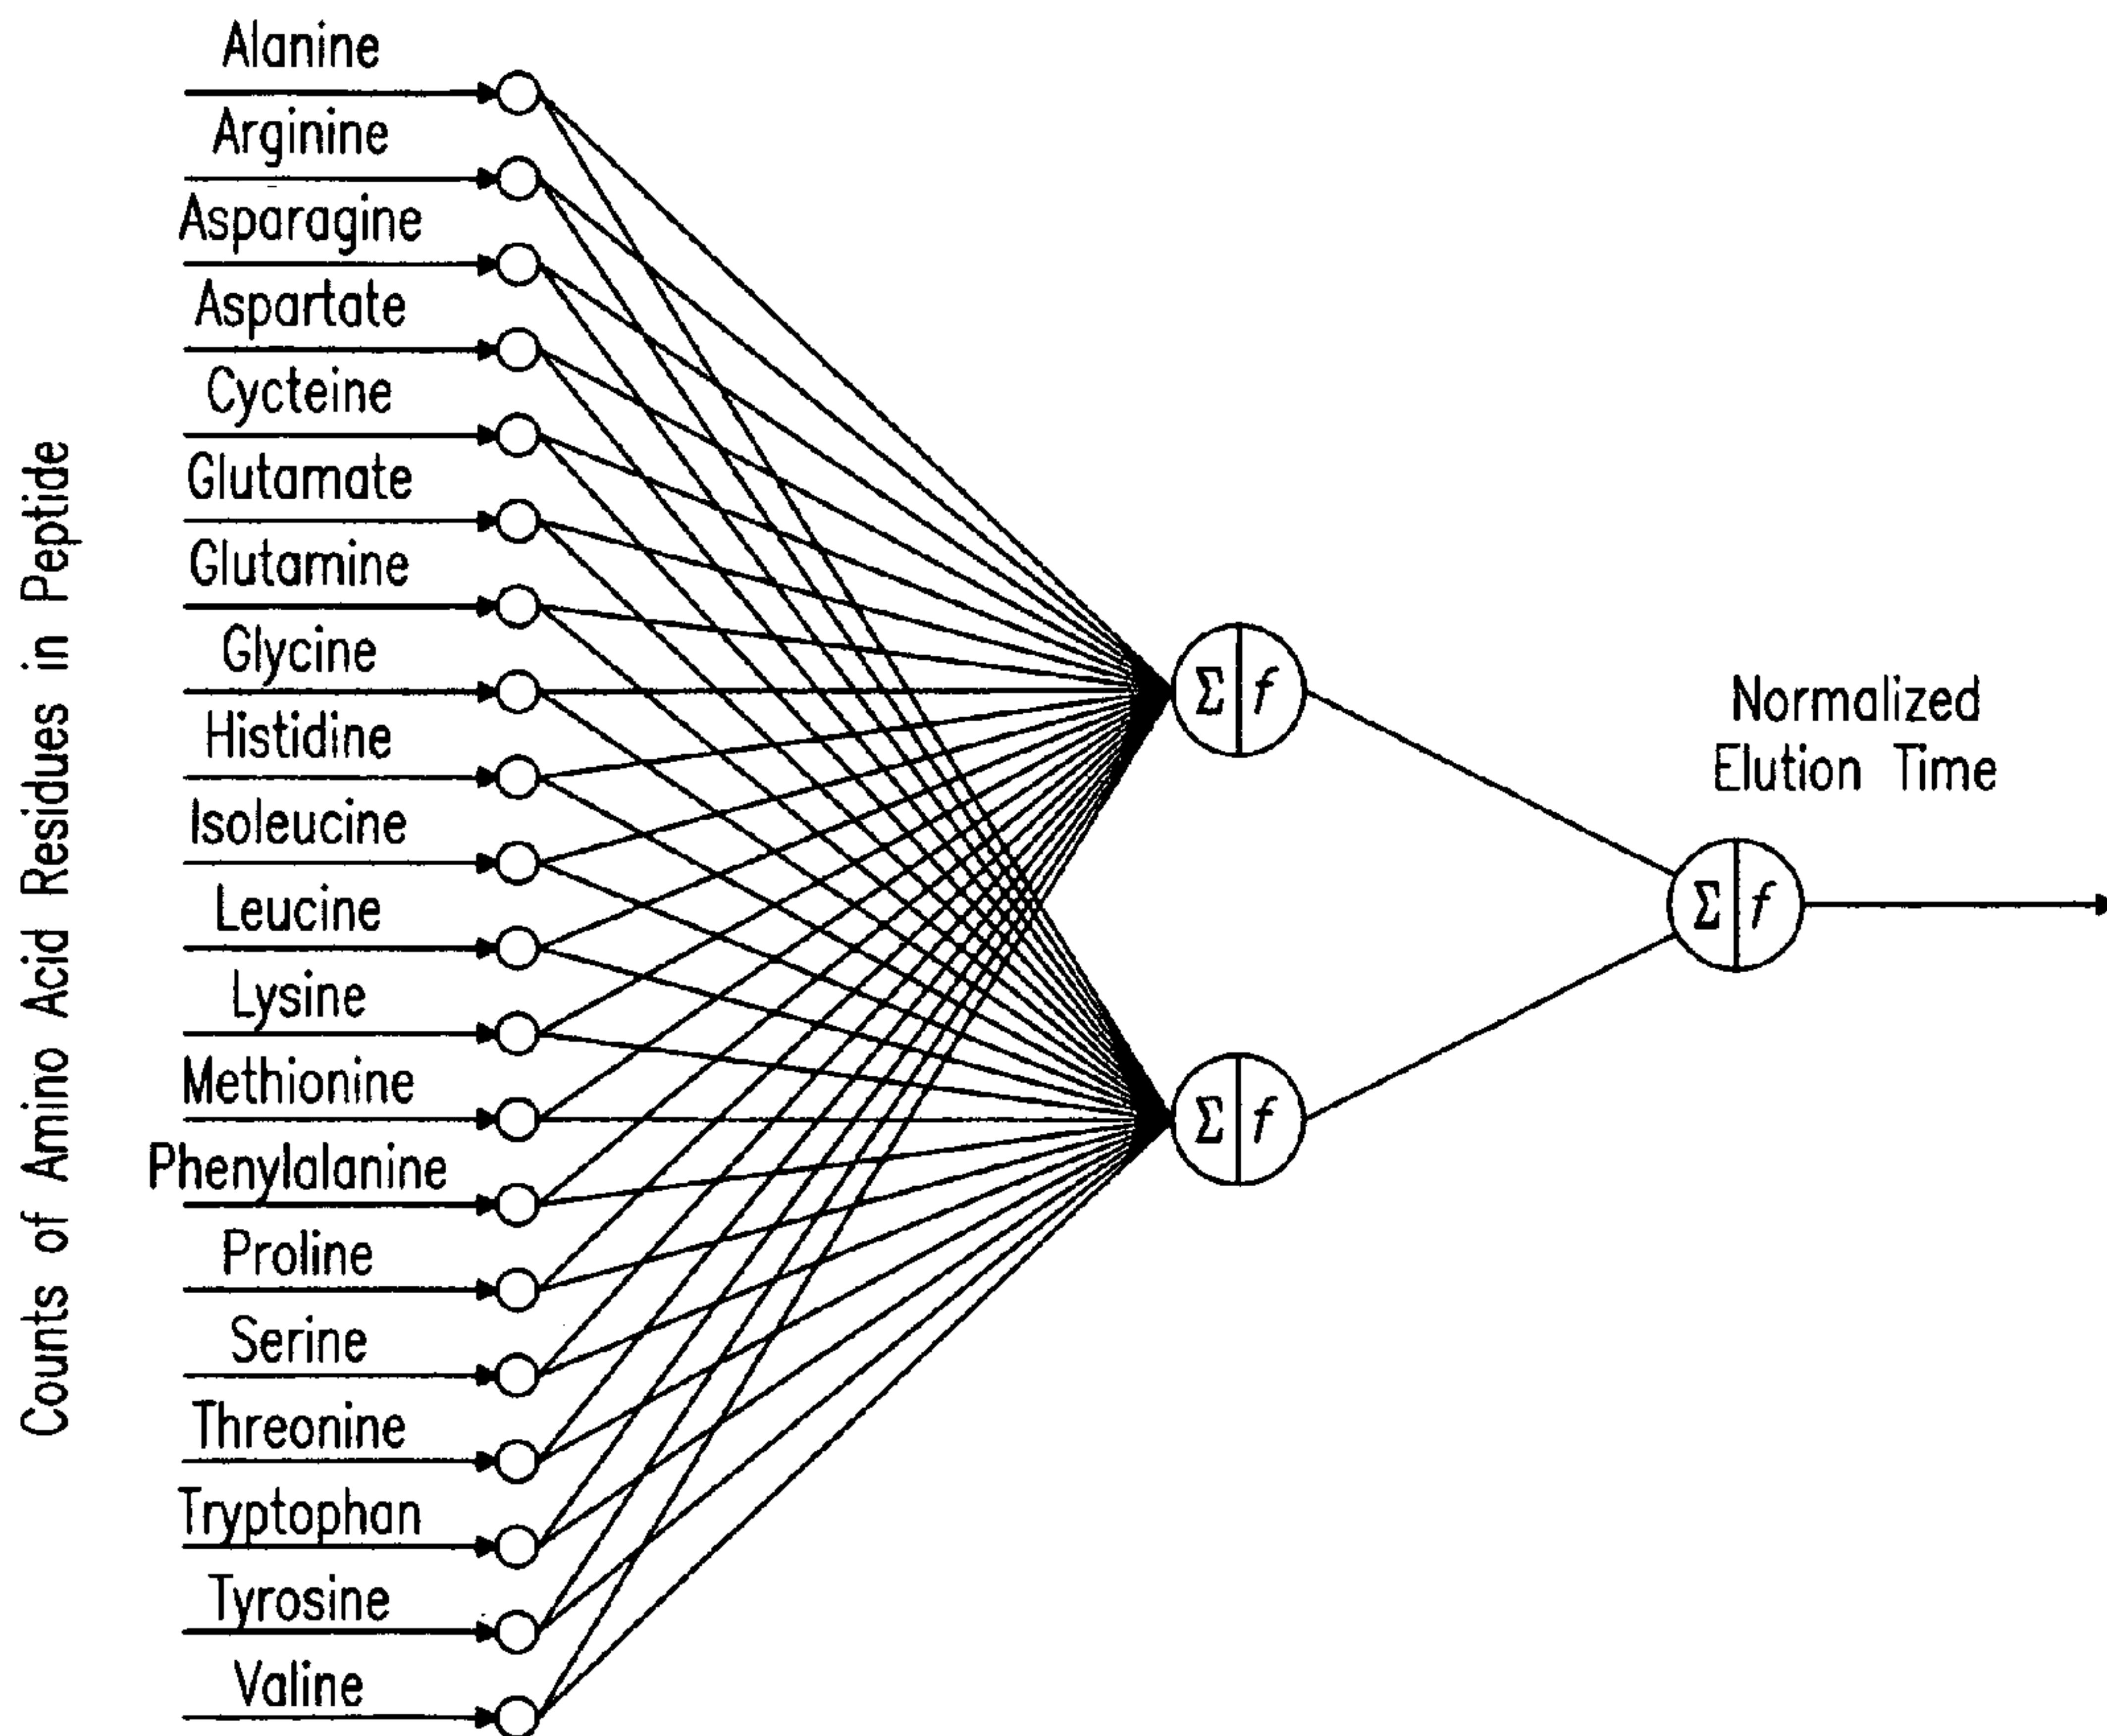 Counts of Amino Acid Residues in Peptide
Alanine
Arginine
Asparagine
Aspartate
Cycteine
Glutamate
Glutamine
Glycine
Histidine
Isoleucine
Leucine
Lysine
Methionine
Phenylalanine
Proline
Serine
Threonine
Tryptophan
Tyrosine
Valine
Σ f
Σ f
Normalized
Elution Time
Σ f